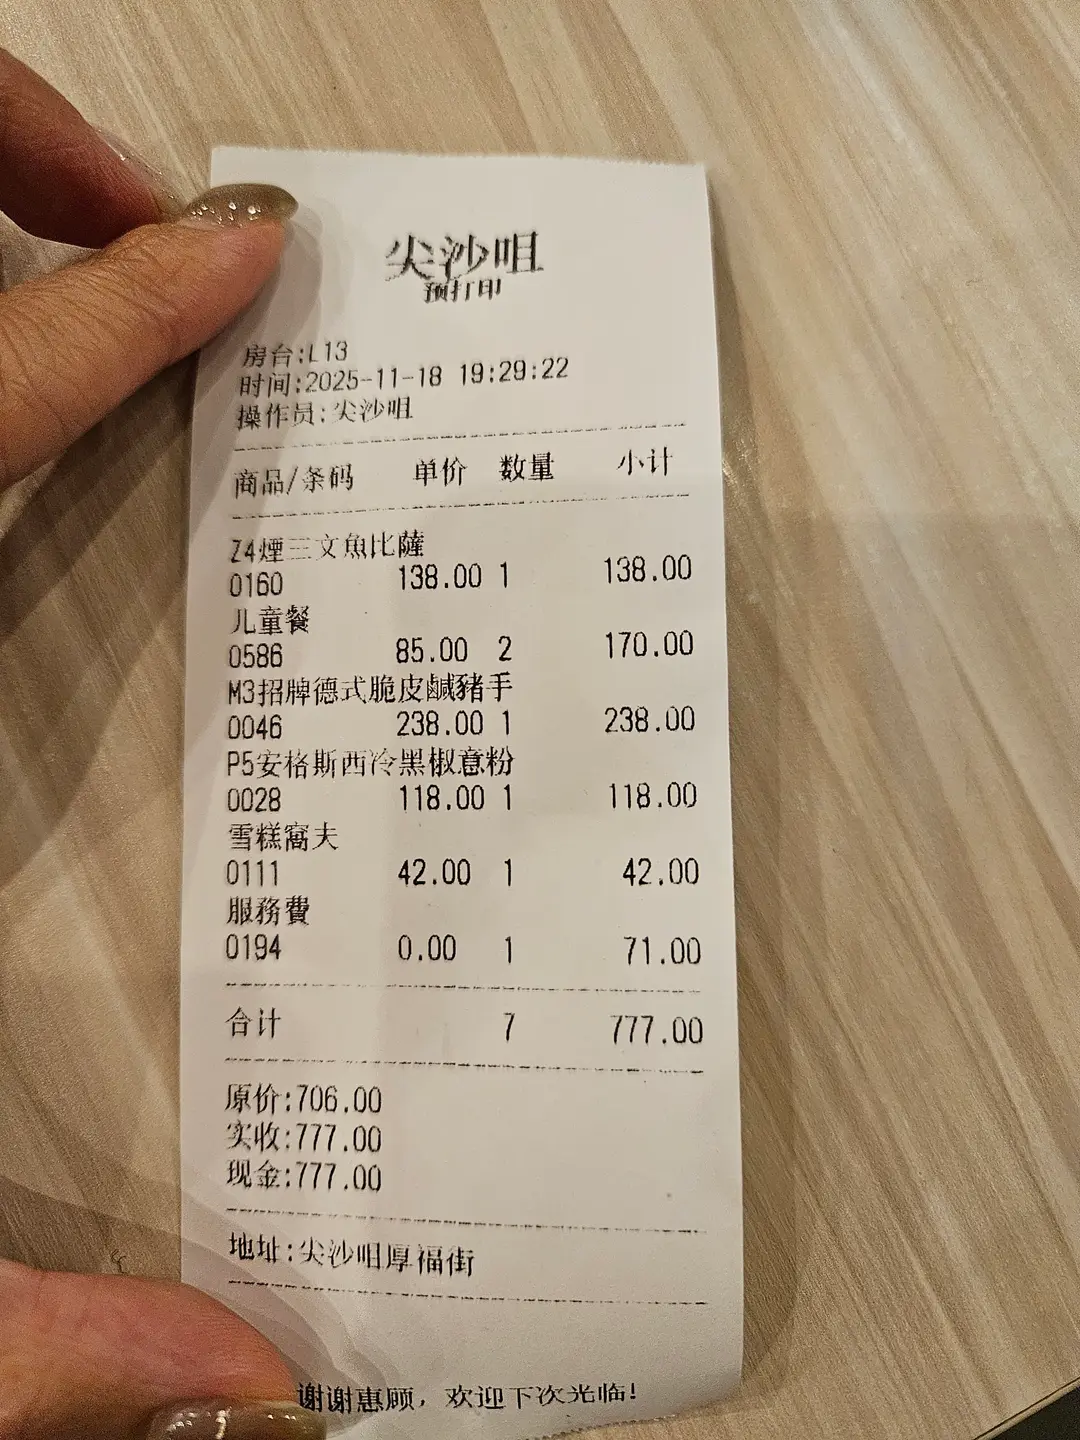 尖沙咀
预打印
房台:L13
时间:2025-11-18 19:29:22
操作员:尖沙咀
商品/条码 单价 数量 小计
Z4煙三文魚比薩
0160 138.00 1 138.00
儿童餐
0586 85.00 2 170.00
M3招牌德式脆皮鹹豬手
0046 238.00 1 238.00
P5安格斯西冷黑椒意粉
0028 118.00 1 118.00
雪糕窩夫
0111 42.00 1 42.00
服務費
0194 0.00 1 71.00
合计 7 777.00
原价:706.00
实收:777.00
现金:777.00
地址:尖沙咀厚福街
谢谢惠顾，欢迎下次光临!